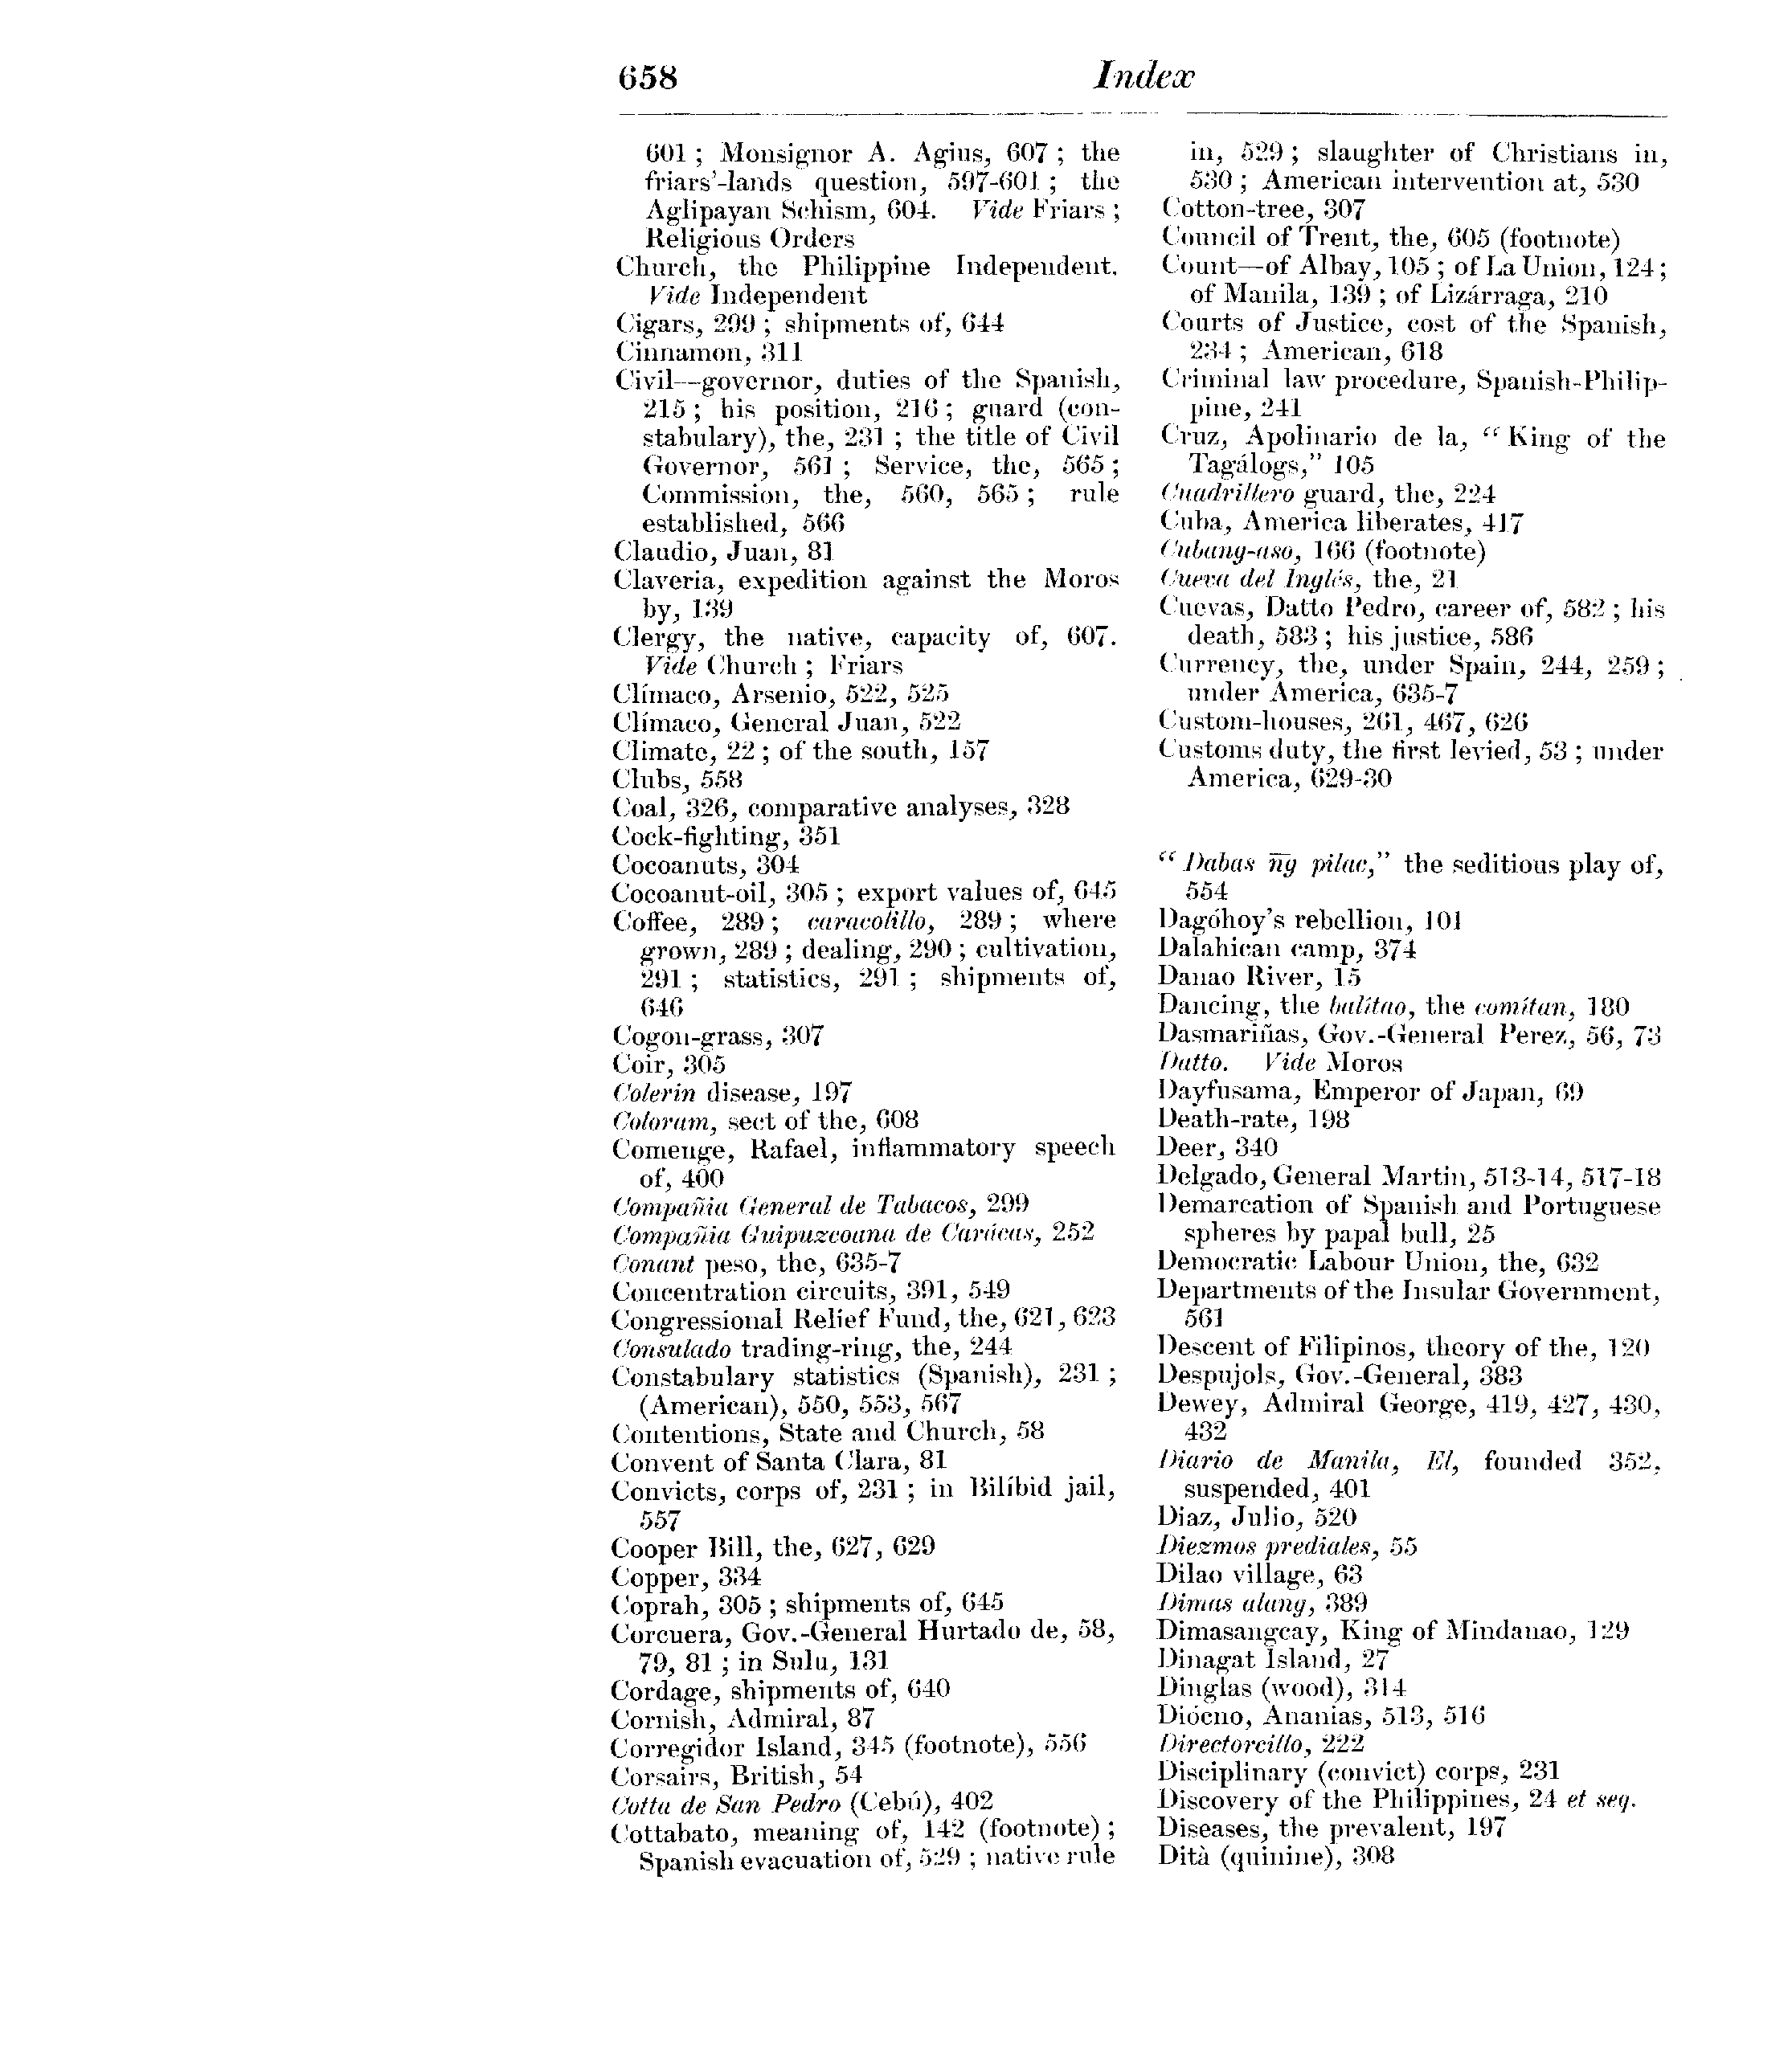 658 Index
601 ; Monsignor A. Agius, 607 ; the
friars'-lands question, 597-601 ; the
Aglipayan Schism, 604. Vide Friars ;
Religious Orders
Church, the Philippine Independent.
Vide Independent
Cigars, 299 ; shipments of, 644
Cinnamon, 311
Civil—governor, duties of the Spanish,
215 ; his position, 216 ; guard (con-
stabulary), the, 231 ; the title of Civil
Governor, 561 ; Service, the, 565 ;
Commission, the, 560, 565 ; rule
established, 566
Claudio, Juan, 81
Claveria, expedition against the Moros
by, 139
Clergy, the native, capacity of, 607.
Vide Church ; Friars
Clímaco, Arsenio, 522, 525
Clímaco, General Juan, 522
Climate, 22 ; of the south, 157
Clubs, 558
Coal, 326, comparative analyses, 328
Cock-fighting, 351
Cocoanuts, 304
Cocoanut-oil, 305 ; export values of, 645
Coffee, 289 ; caracolillo, 289 ; where
grown, 289 ; dealing, 290 ; cultivation,
291 ; statistics, 291 ; shipments of,
646
Cogon-grass, 307
Coir, 305
Colerin disease, 197
Colorum, sect of the, 608
Comenge, Rafael, inflammatory speech
of, 400
Compañia General de Tabacos, 299
Compañia Guipuzcoana de Carácas, 252
Conant peso, the, 635-7
Concentration circuits, 391, 549
Congressional Relief Fund, the, 621, 623
Consulado trading-ring, the, 244
Constabulary statistics (Spanish), 231 ;
(American), 550, 553, 567
Contentions, State and Church, 58
Convent of Santa Clara, 81
Convicts, corps of, 231 ; in Bilíbid jail,
557
Cooper Bill, the, 627, 629
Copper, 334
Coprah, 305 ; shipments of, 645
Corcuera, Gov.-General Hurtado de, 58,
79, 81 ; in Sulu, 131
Cordage, shipments of, 640
Cornish, Admiral, 87
Corregidor Island, 345 (footnote), 556
Corsairs, British, 54
Cotta de San Pedro (Cebú), 402
Cottabato, meaning of, 142 (footnote) ;
Spanish evacuation of, 529 ; native rule
in, 529 ; slaughter of Christians in,
530 ; American intervention at, 530
Cotton-tree, 307
Council of Trent, the, 605 (footnote)
Count—of Albay, 105 ; of La Union, 124 ;
of Manila, 139 ; of Lizárraga, 210
Courts of Justice, cost of the Spanish,
234 ; American, 618
Criminal law procedure, Spanish-Philip-
pine, 241
Cruz, Apolinario de la, “ King of the
Tagálogs,” 105
Cuadrillero guard, the, 224
Cuba, America liberates, 417
Cubang-aso, 166 (footnote)
Cueva del Inglés, the, 21
Cuevas, Datto Pedro, career of, 582 ; his
death, 583 ; his justice, 586
Currency, the, under Spain, 244, 259 ;
under America, 635-7
Custom-houses, 261, 467, 626
Customs duty, the first levied, 53 ; under
America, 629-30
“ Dabas n͠g pilac,” the seditious play of,
554
Dagóhoy's rebellion, 101
Dalahican camp, 374
Danao River, 15
Dancing, the balítao, the comítan, 180
Dasmariñas, Gov.-General Perez, 56, 73
Datto. Vide Moros
Dayfusama, Emperor of Japan, 69
Death-rate, 198
Deer, 340
Delgado, General Martin, 513-14, 517-18
Demarcation of Spanish and Portuguese
spheres by papal bull, 25
Democratic Labour Union, the, 632
Departments of the Insular Government,
561
Descent of Filipinos, theory of the, 120
Despujols, Gov.-General, 383
Dewey, Admiral George, 419, 427, 430,
432
Diario de Manila, El, founded 352,
suspended, 401
Diaz, Julio, 520
Diezmos prediales, 55
Dilao village, 63
Dimas alang, 389
Dimasangcay, King of Mindanao, 129
Dinagat Island, 27
Dinglas (wood), 314
Diócno, Ananias, 513, 516
Directorcillo, 222
Disciplinary (convict) corps, 231
Discovery of the Philippines, 24 et seq.
Diseases, the prevalent, 197
Dità (quinine), 308